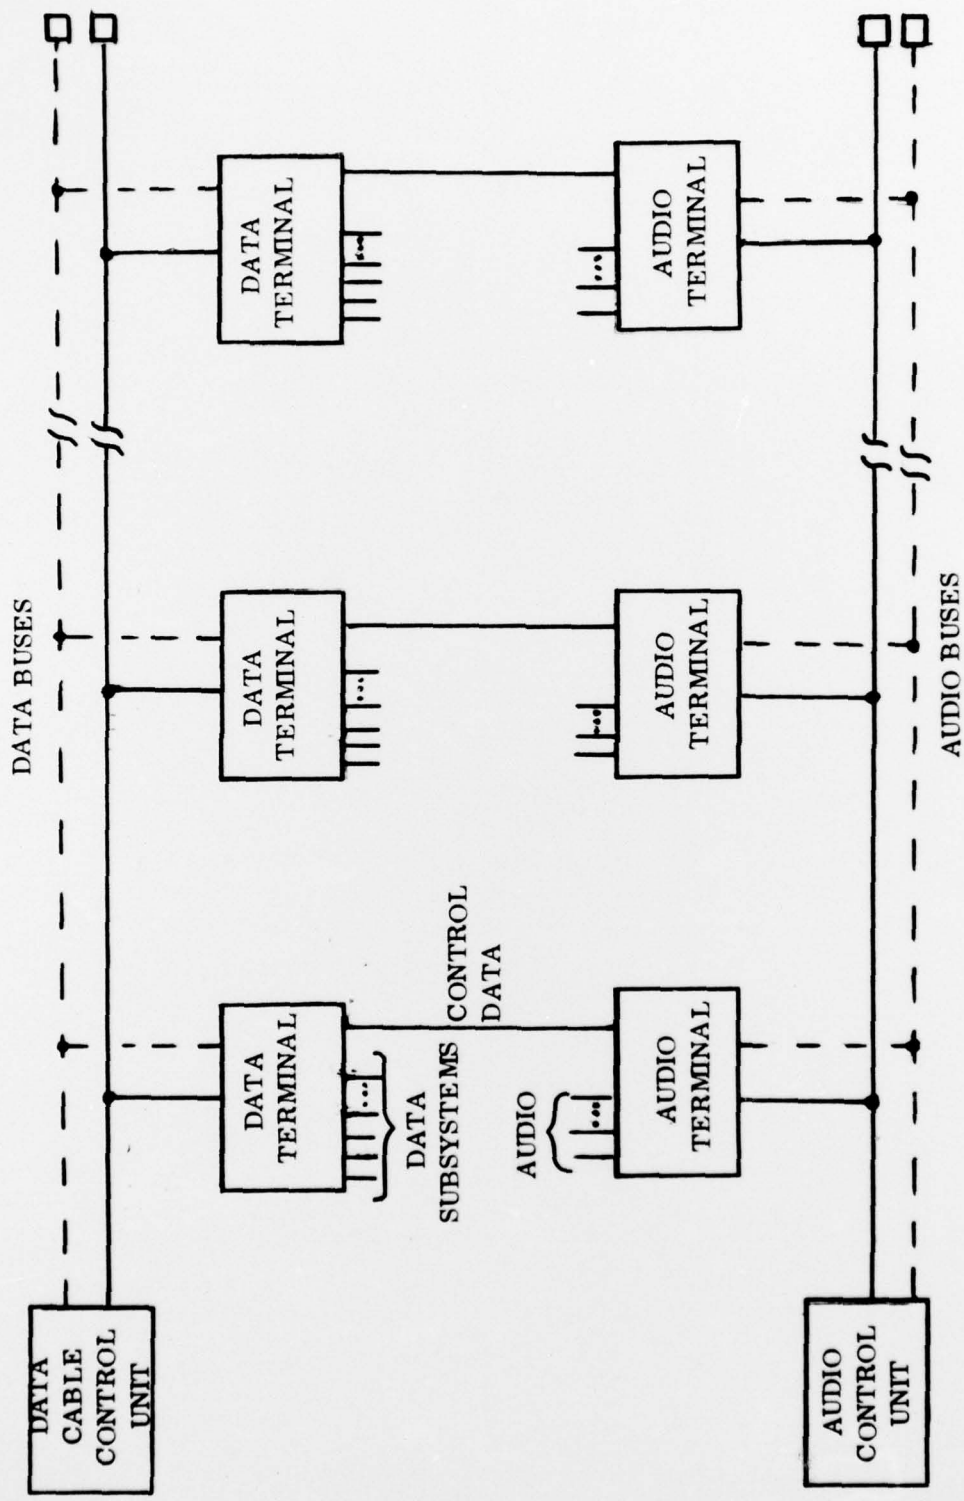 DATA BUSES
DATA
CABLE
CONTROL
UNIT
DATA
TERMINAL
DATA
TERMINAL
DATA
TERMINAL
DATA
SUBSYSTEMS
CONTROL
DATA
AUDIO
AUDIO
TERMINAL
AUDIO
TERMINAL
AUDIO
TERMINAL
AUDIO
CONTROL
UNIT
AUDIO BUSES